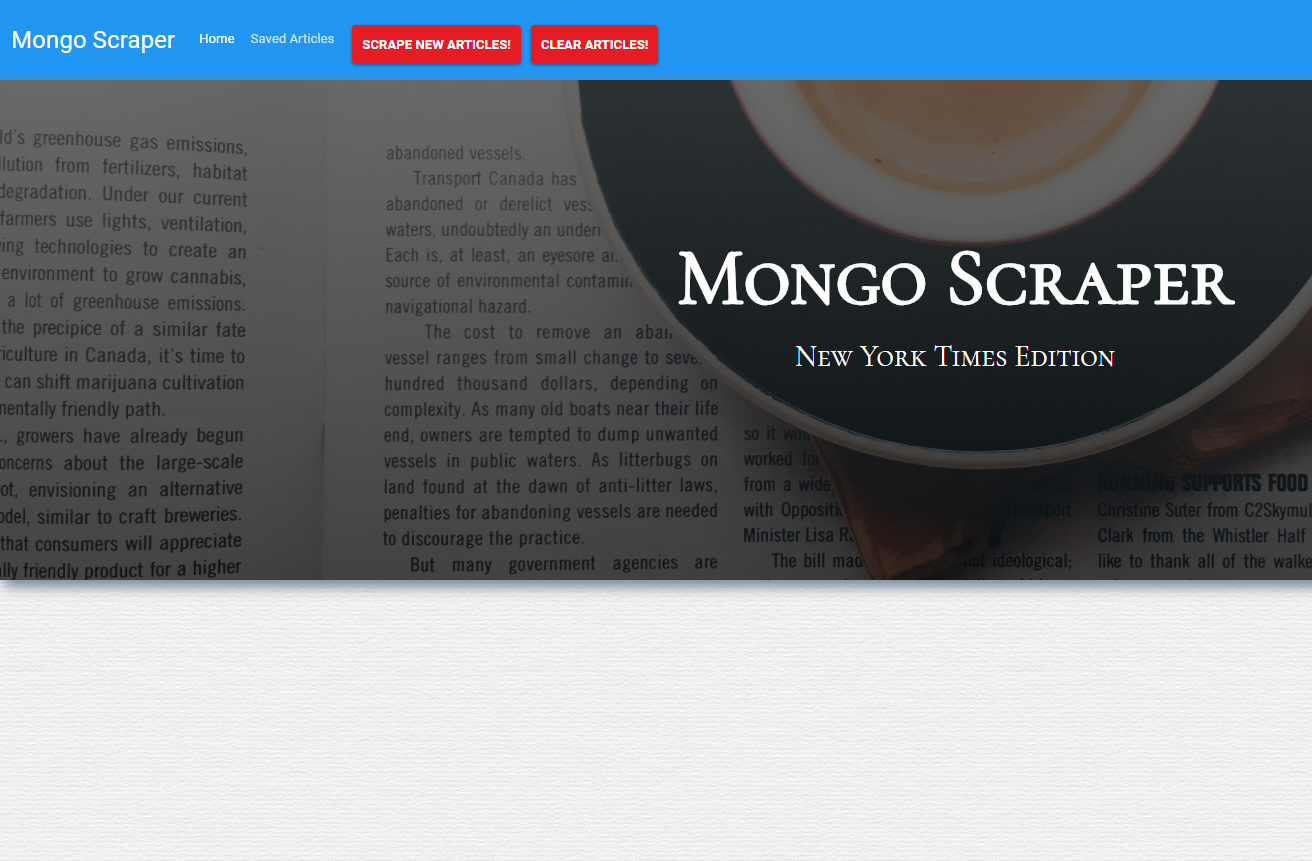 Mongo Scraper
Home
Saved Articles
SCRAPE NEW ARTICLES!
CLEAR ARTICLES!
Mongo Scraper
New York Times Edition
ld's greenhouse gas emissions,
llution from fertilizers, habitat
degradation. Under our current
farmers use lights, ventilation,
ing technologies to create an
environment to grow cannabis,
a lot of greenhouse emissions.
the precipice of a similar fate
riculture in Canada, it's time to
can shift marijuana cultivation
mentally friendly path.
., growers have already begun
oncerns about the large-scale
ot, envisioning an alternative
odel, similar to craft breweries.
that consumers will appreciate
lly friendly product for a higher
abandoned vessels.
Transport Canada has
abandoned or derelict vess
waters, undoubtedly an underl
Each is, at least, an eyesore a
source of environmental contamin
navigational hazard.
The cost to remove an aban
vessel ranges from small change to seve
hundred thousand dollars, depending on
complexity. As many old boats near their life
end, owners are tempted to dump unwanted
vessels in public waters. As litterbugs on
land found at the dawn of anti-litter laws,
penalties for abandoning vessels are needed
to discourage the practice.
But many government agencies are
so it wou
worked for
from a wide
with Oppositi
Transport
Minister Lisa R
The bill mad
not ideological;
RUNNING SUPPORTS FOOD
Christine Suter from C2Skymul
Clark from the Whistler Half
like to thank all of the walke